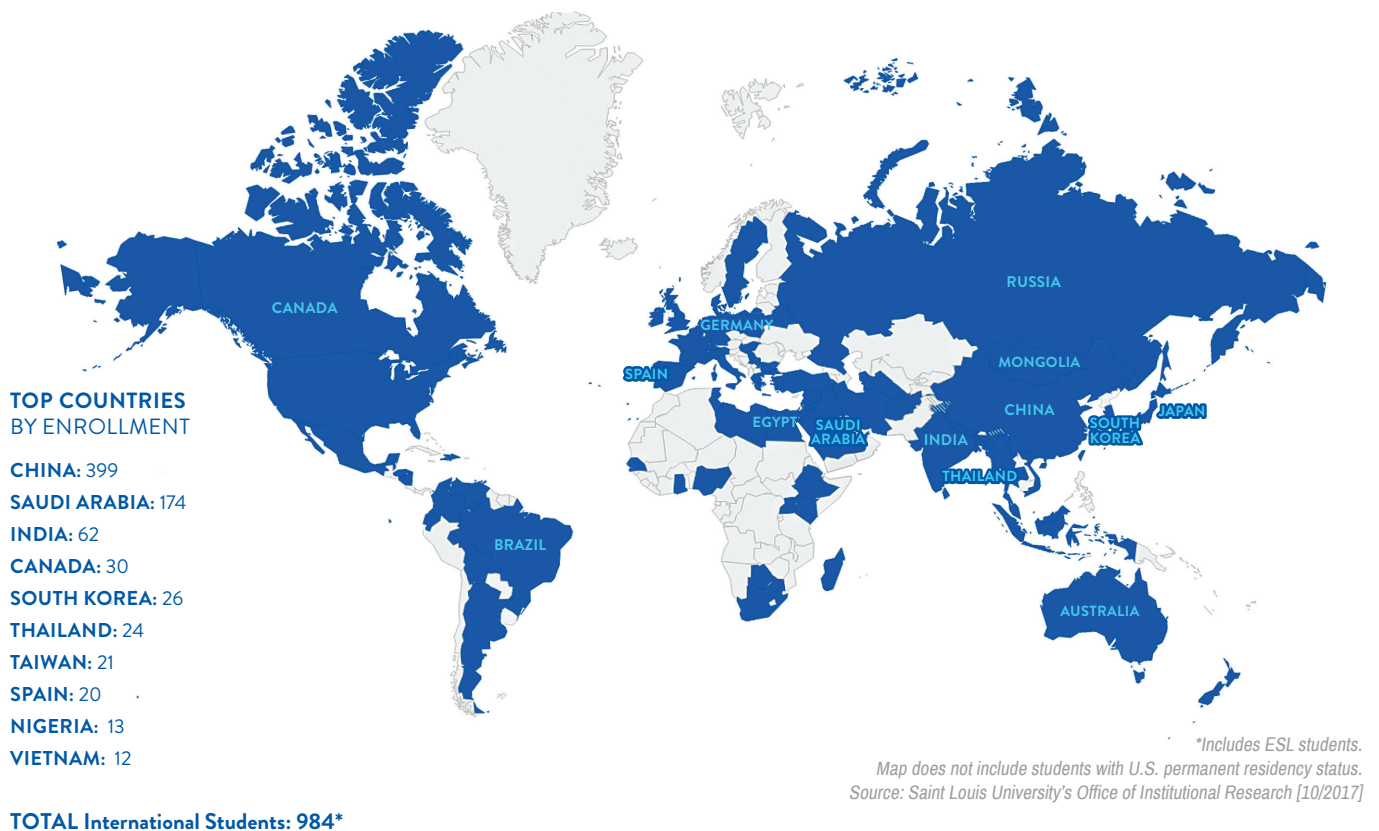 CANADA
RUSSIA
GERMANY
MONGOLIA
SPAIN
CHINA
JAPAN
EGYPT
SAUDI
ARABIA
SOUTH
KOREA
INDIA
THAILAND
BRAZIL
AUSTRALIA
TOP COUNTRIES
BY ENROLLMENT
CHINA: 399
SAUDI ARABIA: 174
INDIA: 62
CANADA: 30
SOUTH KOREA: 26
THAILAND: 24
TAIWAN: 21
SPAIN: 20
NIGERIA: 13
VIETNAM: 12
TOTAL International Students: 984*
*Includes ESL students.
Map does not include students with U.S. permanent residency status.
Source: Saint Louis University's Office of Institutional Research [10/2017]